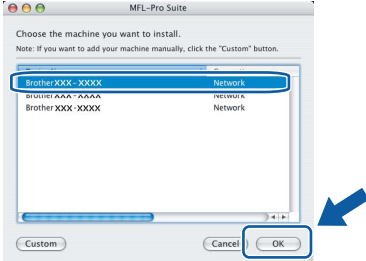 MFL-Pro Suite
Choose the machine you want to install.
Note: If you want to add your machine manually, click the "Custom" button.
Brother XXX-XXXX Network
Brother XXX-XXXX Network
Brother XXX-XXXX Network
Custom Cancel OK